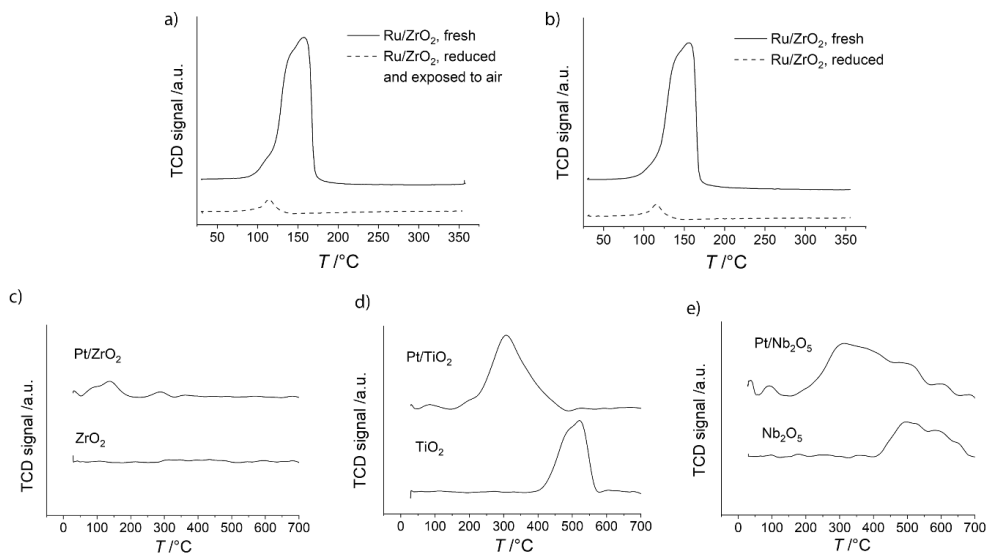 a)
Ru/ZrO₂, fresh
Ru/ZrO₂, reduced
and exposed to air
TCD signal /a.u.
50 100 150 200 250 300 350
T /°C
b)
Ru/ZrO₂, fresh
Ru/ZrO₂, reduced
TCD signal /a.u.
50 100 150 200 250 300 350
T /°C
c)
Pt/ZrO₂
ZrO₂
TCD signal /a.u.
0 100 200 300 400 500 600 700
T /°C
d)
Pt/TiO₂
TiO₂
TCD signal /a.u.
0 100 200 300 400 500 600 700
T /°C
e)
Pt/Nb₂O₅
Nb₂O₅
TCD signal /a.u.
0 100 200 300 400 500 600 700
T /°C